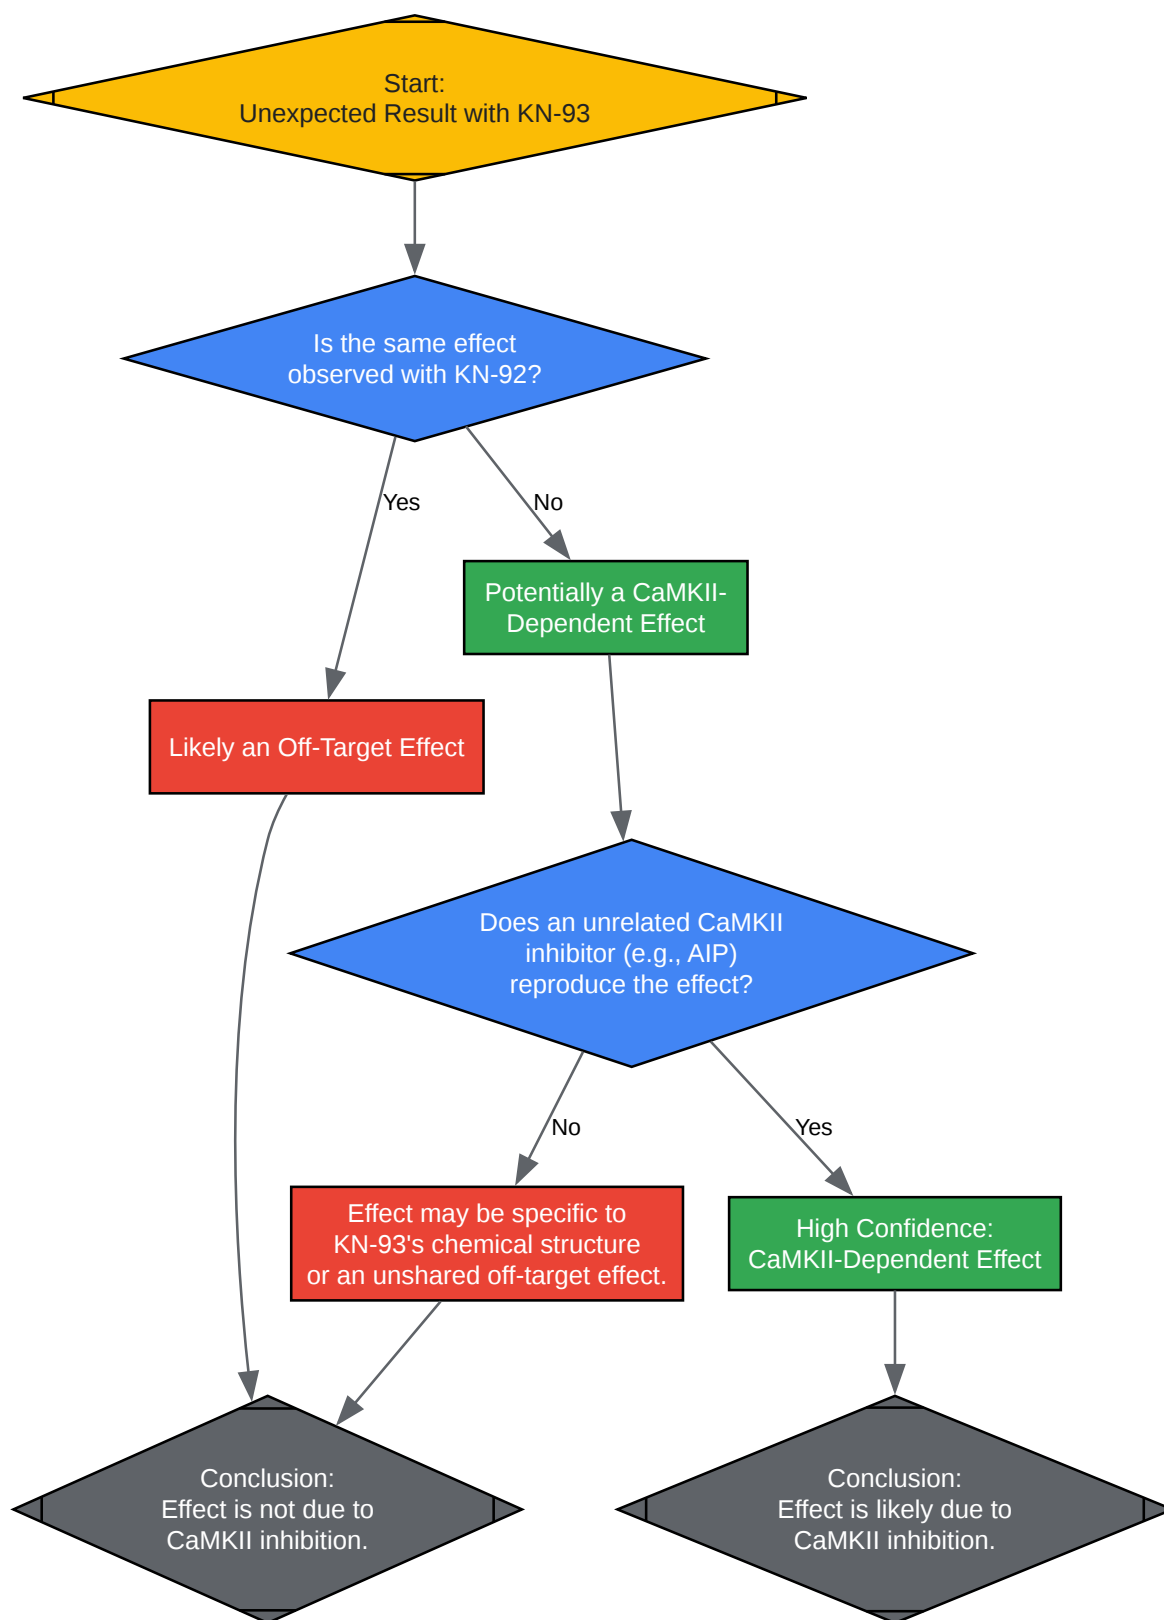 Start:
Unexpected Result with KN-93
Is the same effect
observed with KN-92?
Yes
No
Potentially a CaMKII-
Dependent Effect
Likely an Off-Target Effect
Does an unrelated CaMKII
inhibitor (e.g., AIP)
reproduce the effect?
No
Yes
Effect may be specific to
KN-93's chemical structure
or an unshared off-target effect.
High Confidence:
CaMKII-Dependent Effect
Conclusion:
Effect is not due to
CaMKII inhibition.
Conclusion:
Effect is likely due to
CaMKII inhibition.